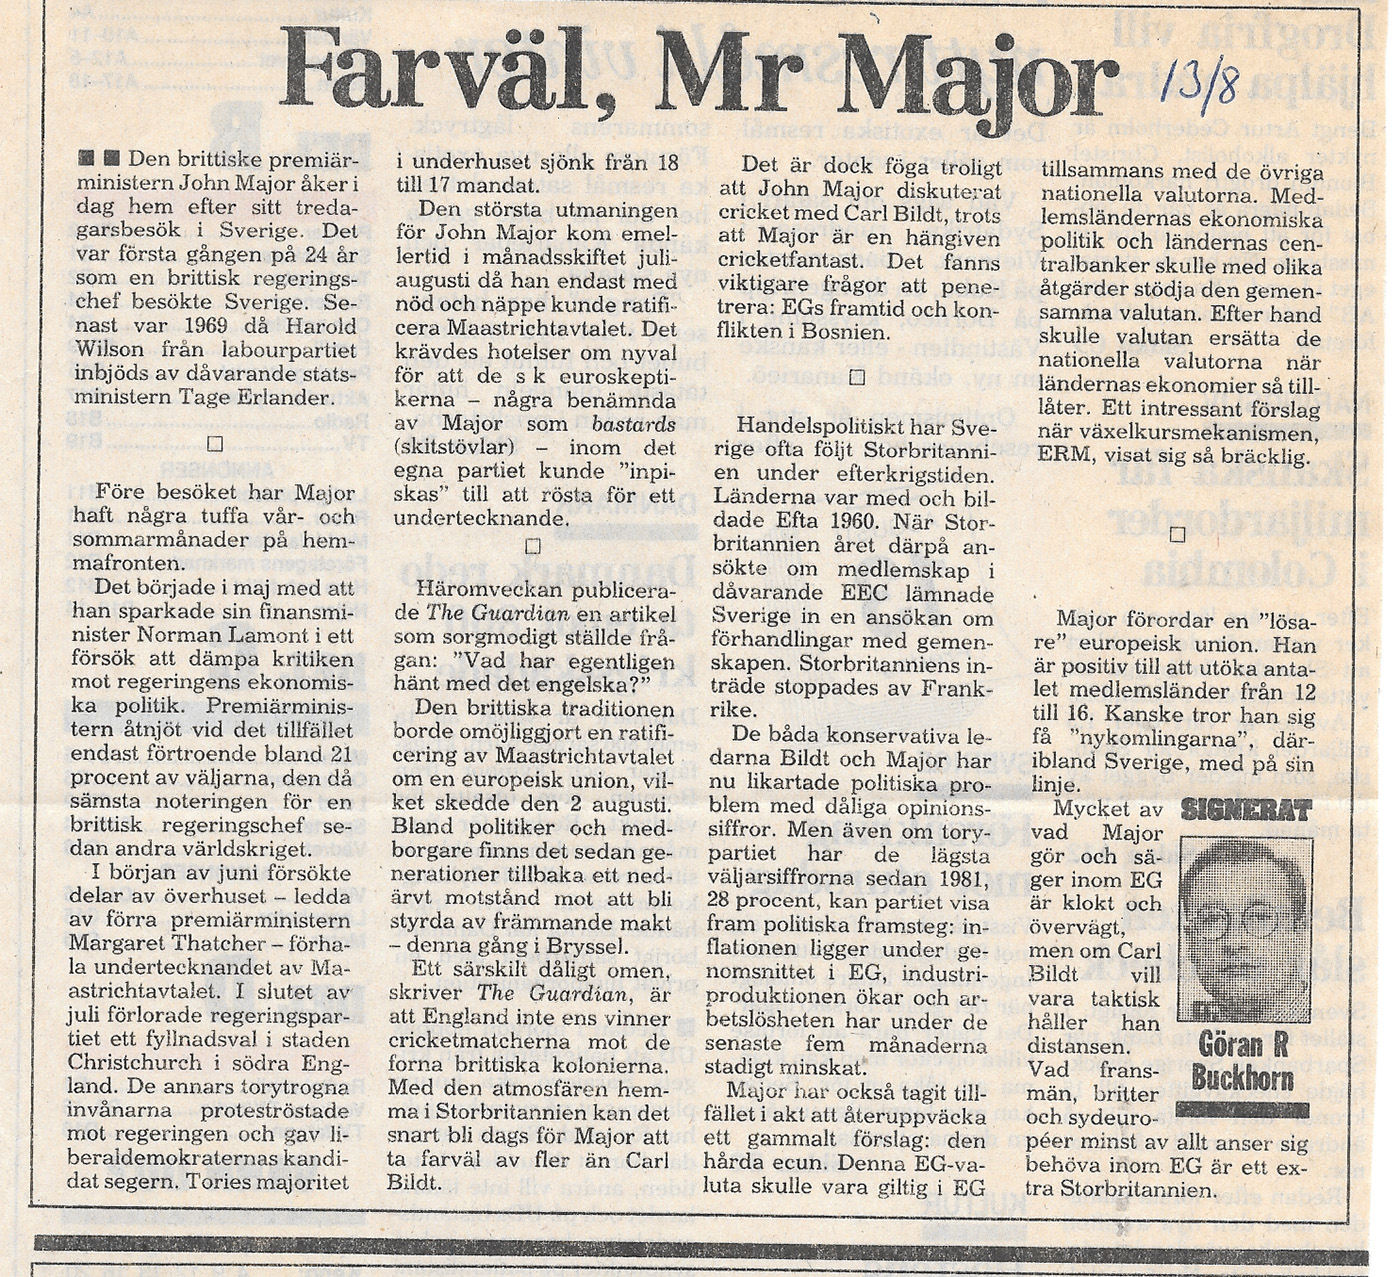 Farväl, Mr Major
13/8
■ ■ Den brittiske premiär-
ministern John Major åker i
dag hem efter sitt treda-
garsbesök i Sverige. Det
var första gången på 24 år
som en brittisk regerings-
chef besökte Sverige. Se-
nast var 1969 då Harold
Wilson från labourpartiet
inbjöds av dåvarande stats-
ministern Tage Erlander.
□
Före besöket har Major
haft några tuffa vår- och
sommarmånader på hem-
mafronten.
Det började i maj med att
han sparkade sin finansmi-
nister Norman Lamont i ett
försök att dämpa kritiken
mot regeringens ekonomis-
ka politik. Premiärminis-
tern åtnjöt vid det tillfället
endast förtroende bland 21
procent av väljarna, den då
sämsta noteringen för en
brittisk regeringschef se-
dan andra världskriget.
I början av juni försökte
delar av överhuset – ledda
av förra premiärministern
Margaret Thatcher – förha-
la undertecknandet av Ma-
astrichtavtalet. I slutet av
juli förlorade regeringspar-
tiet ett fyllnadsval i staden
Christchurch i södra Eng-
land. De annars torytrogna
invånarna proteströstade
mot regeringen och gav li-
beraldemokraternas kandi-
dat segern. Tories majoritet
i underhuset sjönk från 18
till 17 mandat.
Den största utmaningen
för John Major kom emel-
lertid i månadsskiftet juli-
augusti då han endast med
nöd och näppe kunde ratifi-
cera Maastrichtavtalet. Det
krävdes hotelser om nyval
för att de s k euroskepti-
kerna – några benämnda
av Major som bastards
(skitstövlar) – inom det
egna partiet kunde ”inpi-
skas” till att rösta för ett
undertecknande.
□
Häromveckan publicera-
de The Guardian en artikel
som sorgmodigt ställde frå-
gan: ”Vad har egentligen
hänt med det engelska?”
Den brittiska traditionen
borde omöjliggjort en ratifi-
cering av Maastrichtavtalet
om en europeisk union, vil-
ket skedde den 2 augusti.
Bland politiker och med-
borgare finns det sedan ge-
nerationer tillbaka ett ned-
ärvt motstånd mot att bli
styrda av främmande makt
– denna gång i Bryssel.
Ett särskilt dåligt omen,
skriver The Guardian, är
att England inte ens vinner
cricketmatcherna mot de
forna brittiska kolonierna.
Med den atmosfären hem-
ma i Storbritannien kan det
snart bli dags för Major att
ta farväl av fler än Carl
Bildt.
Det är dock föga troligt
att John Major diskuterat
cricket med Carl Bildt, trots
att Major är en hängiven
cricketfantast. Det fanns
viktigare frågor att pene-
trera: EGs framtid och kon-
flikten i Bosnien.
□
Handelspolitiskt har Sve-
rige ofta följt Storbritanni-
en under efterkrigstiden.
Länderna var med och bil-
dade Efta 1960. När Stor-
britannien året därpå an-
sökte om medlemskap i
dåvarande EEC lämnade
Sverige in en ansökan om
förhandlingar med gemen-
skapen. Storbritanniens in-
träde stoppades av Frank-
rike.
De båda konservativa le-
darna Bildt och Major har
nu likartade politiska pro-
blem med dåliga opinions-
siffror. Men även om tory-
partiet har de lägsta
väljarsiffrorna sedan 1981,
28 procent, kan partiet visa
fram politiska framsteg: in-
flationen ligger under ge-
nomsnittet i EG, industri-
produktionen ökar och ar-
betslösheten har under de
senaste fem månaderna
stadigt minskat.
Major har också tagit till-
fället i akt att återuppväcka
ett gammalt förslag: den
hårda ecun. Denna EG-va-
luta skulle vara giltig i EG
tillsammans med de övriga
nationella valutorna. Med-
lemsländernas ekonomiska
politik och ländernas cen-
tralbanker skulle med olika
åtgärder stödja den gemen-
samma valutan. Efter hand
skulle valutan ersätta de
nationella valutorna när
ländernas ekonomier så till-
låter. Ett intressant förslag
när växelkursmekanismen,
ERM, visat sig så bräcklig.
□
Major förordar en ”lösa-
re” europeisk union. Han
är positiv till att utöka anta-
let medlemsländer från 12
till 16. Kanske tror han sig
få ”nykomlingarna”, där-
ibland Sverige, med på sin
linje.
Mycket av
vad Major
gör och sä-
ger inom EG
är klokt och
övervägt,
men om Carl
Bildt vill
vara taktisk
håller han
distansen.
Vad frans-
män, britter
och sydeuro-
péer minst av allt anser sig
behöva inom EG är ett ex-
tra Storbritannien.
SIGNERAT
Göran R
Buckhorn